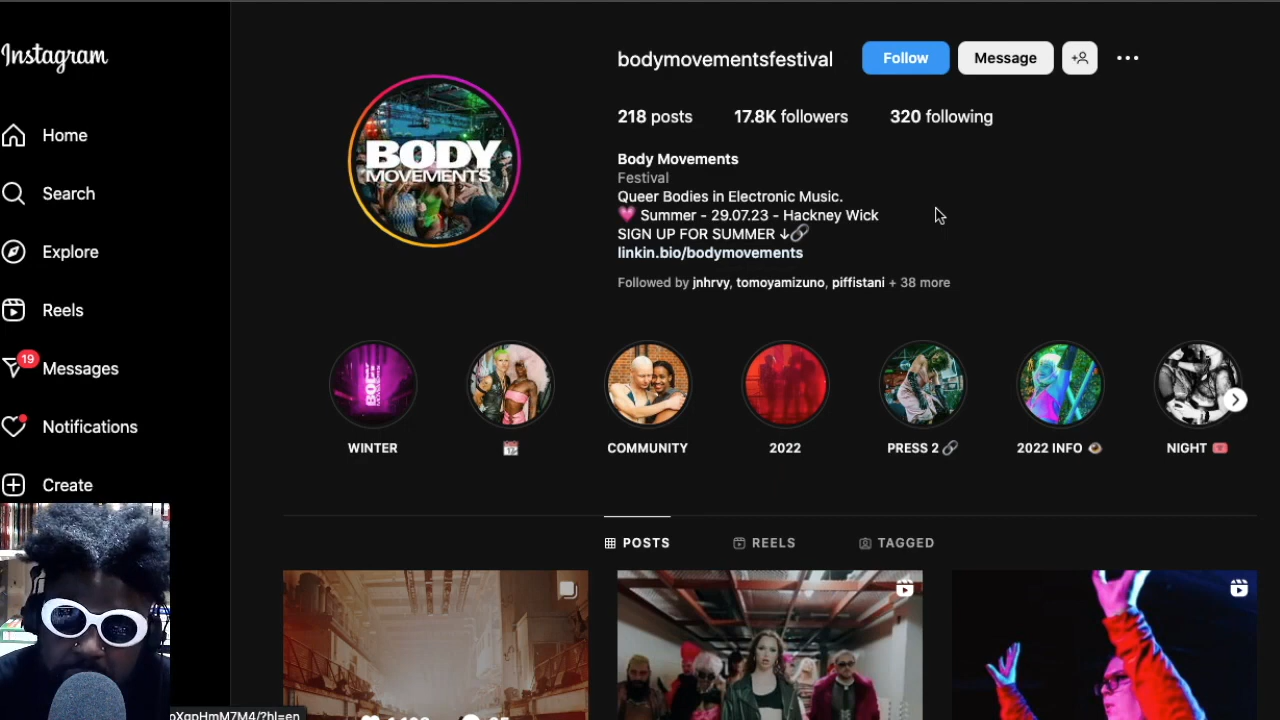 Instagram
Home
Search
Explore
Reels
19
Messages
Notifications
Create
bodymovementsfestival
Follow
Message
218 posts
17.8K followers
320 following
BODY
MOVEMENTS
Body Movements
Festival
Queer Bodies in Electronic Music.
💗 Summer - 29.07.23 - Hackney Wick
SIGN UP FOR SUMMER ↓🔗
linkin.bio/bodymovements
Followed by jnhrvy, tomoyamizuno, piffistani + 38 more
WINTER
📅
COMMUNITY
2022
PRESS 2 🔗
2022 INFO 👁️
NIGHT 🎟️
POSTS
REELS
TAGGED